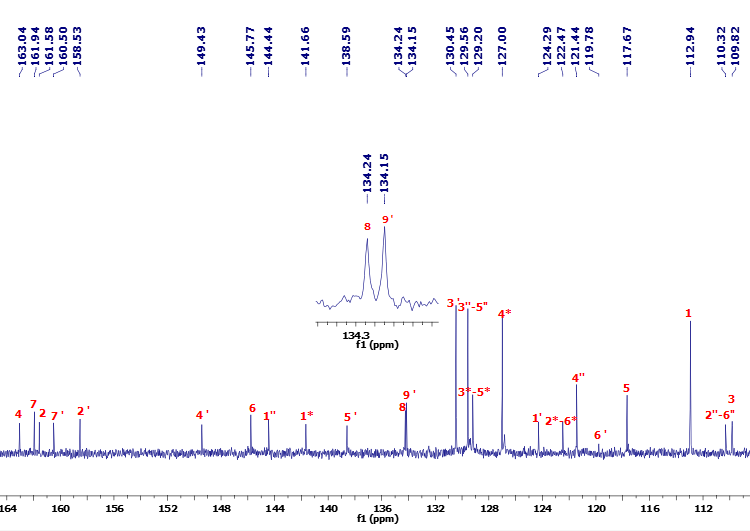 163.04 161.94 161.58 160.50 158.53 149.43 145.77 144.44 141.66 138.59 134.24 134.15 130.45 129.56 129.20 127.00 124.29 122.47 121.44 119.78 117.67 112.94 110.32 109.82
134.24 134.15
8 9'
134.3
f1 (ppm)
3' 3"-5" 4* 1
4" 5
7 3*-5* 9'
4 2 7' 2' 4' 6 1" 1* 5' 8 1' 2*-6* 6' 2"-6" 3
164 160 156 152 148 144 140 136 132 128 124 120 116 112
f1 (ppm)